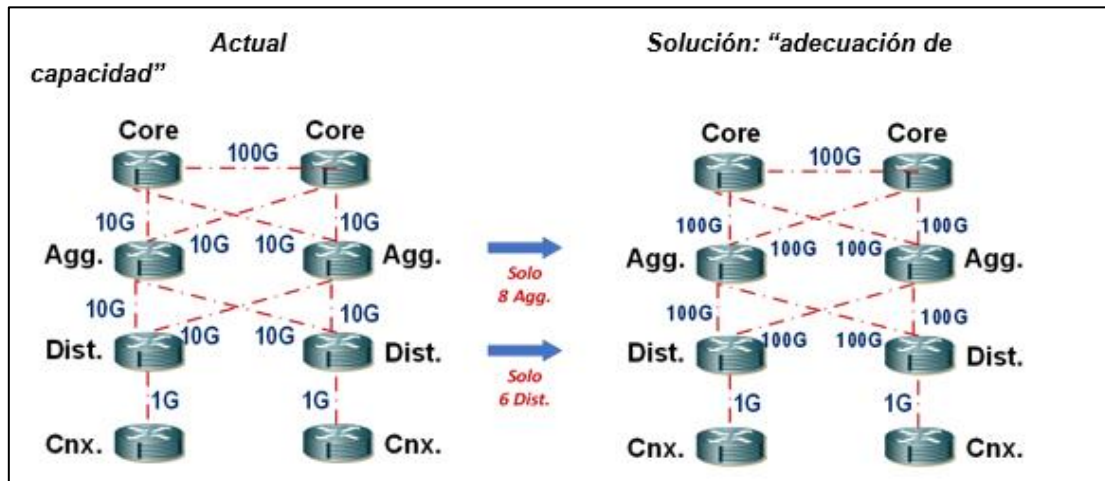 Actual
Solución: “adecuación de
capacidad”
Core
Core
100G
10G
10G
10G
10G
Agg.
Agg.
10G
10G
10G
10G
Dist.
Dist.
1G
1G
Cnx.
Cnx.
Solo
8 Agg.
Solo
6 Dist.
Core
Core
100G
100G
100G
100G
100G
Agg.
Agg.
100G
100G
100G
100G
Dist.
Dist.
1G
1G
Cnx.
Cnx.